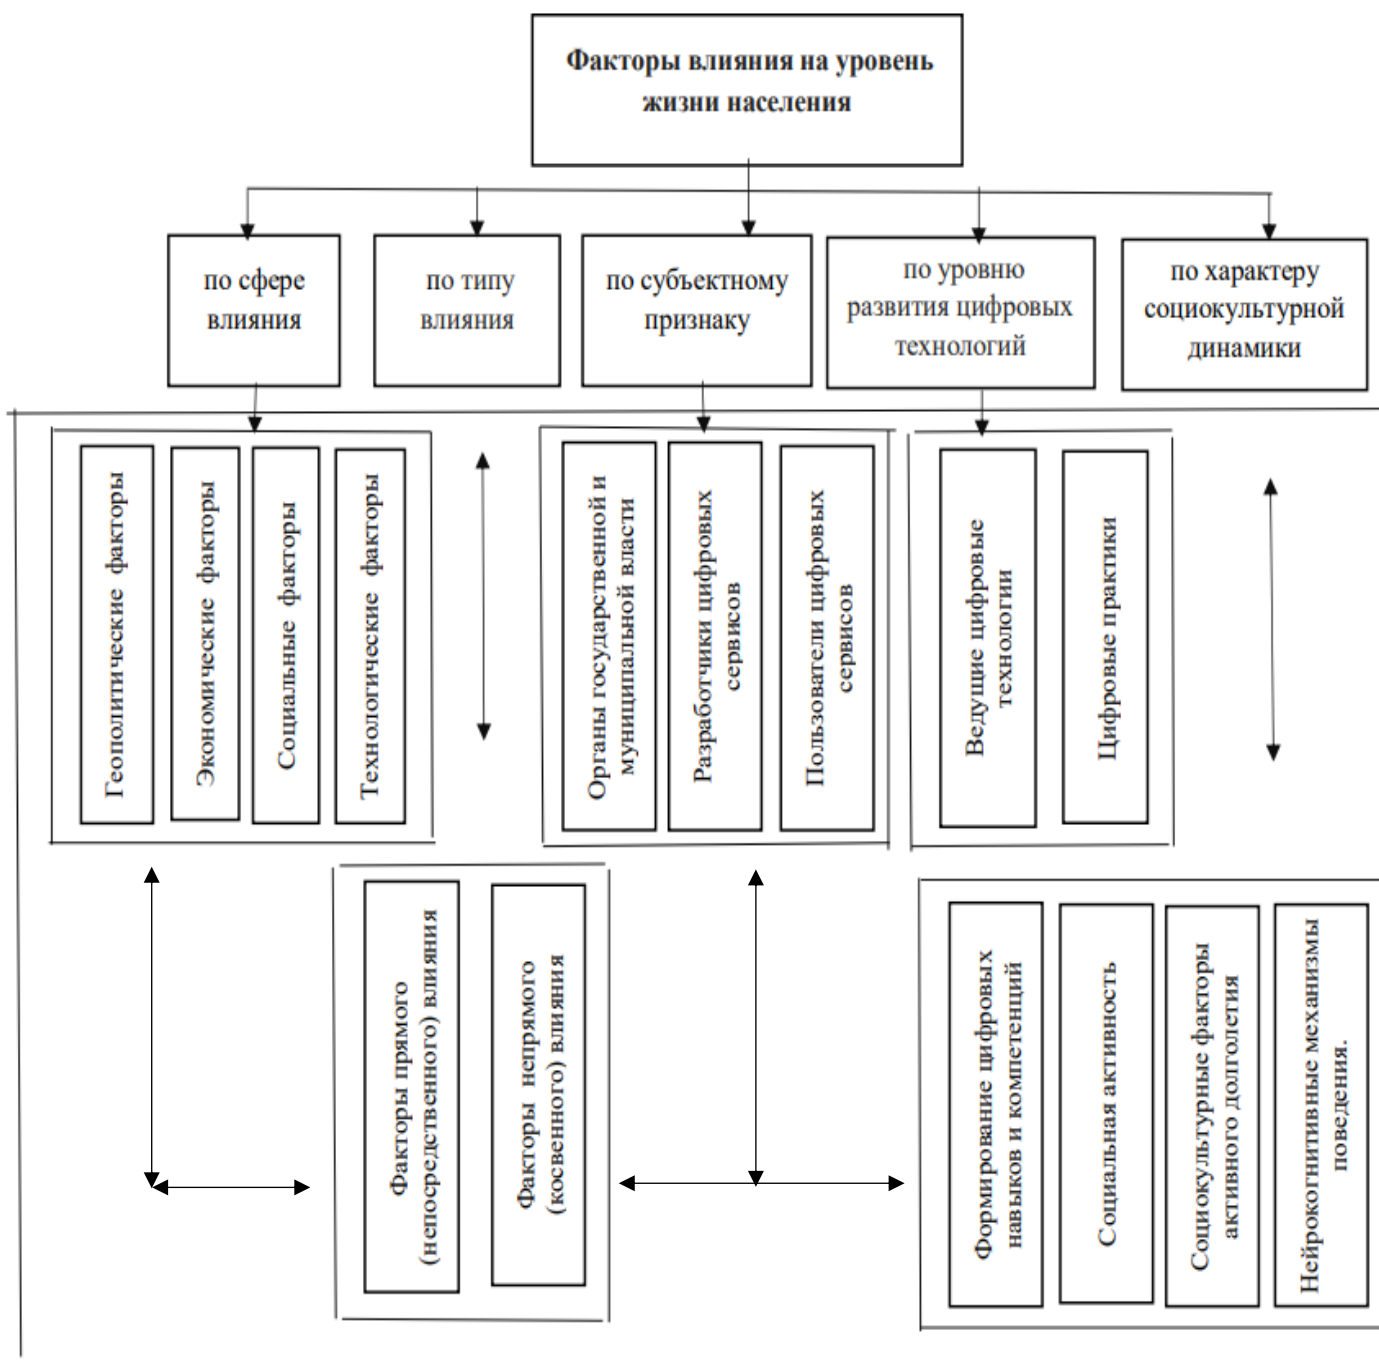 Факторы влияния на уровень
жизни населения
по сфере
влияния
по типу
влияния
по субъектному
признаку
по уровню
развития цифровых
технологий
по характеру
социокультурной
динамики
Геополитические факторы
Экономические факторы
Социальные факторы
Технологические факторы
Органы государственной и
муниципальной власти
Разработчики цифровых
сервисов
Пользователи цифровых
сервисов
Ведущие цифровые
технологии
Цифровые практики
Факторы прямого
(непосредственного) влияния
Факторы непрямого
(косвенного) влияния
Формирование цифровых
навыков и компетенций
Социальная активность
Социокультурные факторы
активного долголетия
Нейрокогнитивные механизмы
поведения.